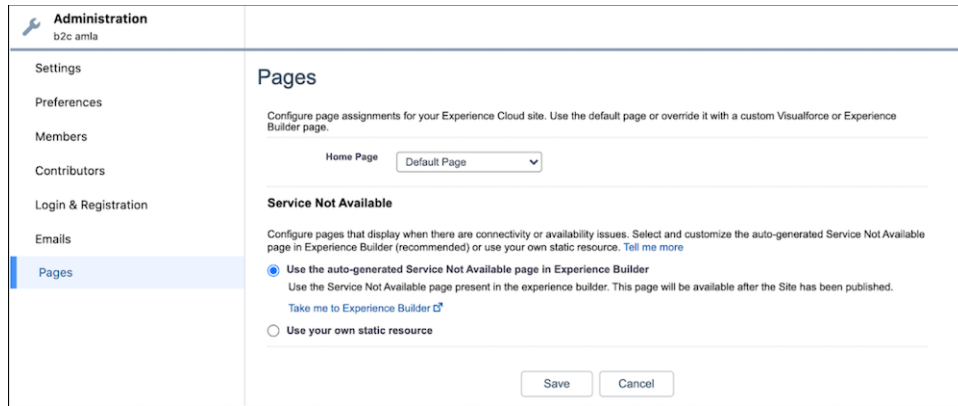 Administration
b2c amla
Settings
Preferences
Members
Contributors
Login & Registration
Emails
Pages
Pages
Configure page assignments for your Experience Cloud site. Use the default page or override it with a custom Visualforce or Experience
Builder page.
Home Page Default Page
Service Not Available
Configure pages that display when there are connectivity or availability issues. Select and customize the auto-generated Service Not Available
page in Experience Builder (recommended) or use your own static resource. Tell me more
Use the auto-generated Service Not Available page in Experience Builder
Use the Service Not Available page present in the experience builder. This page will be available after the Site has been published.
Take me to Experience Builder
Use your own static resource
Save Cancel